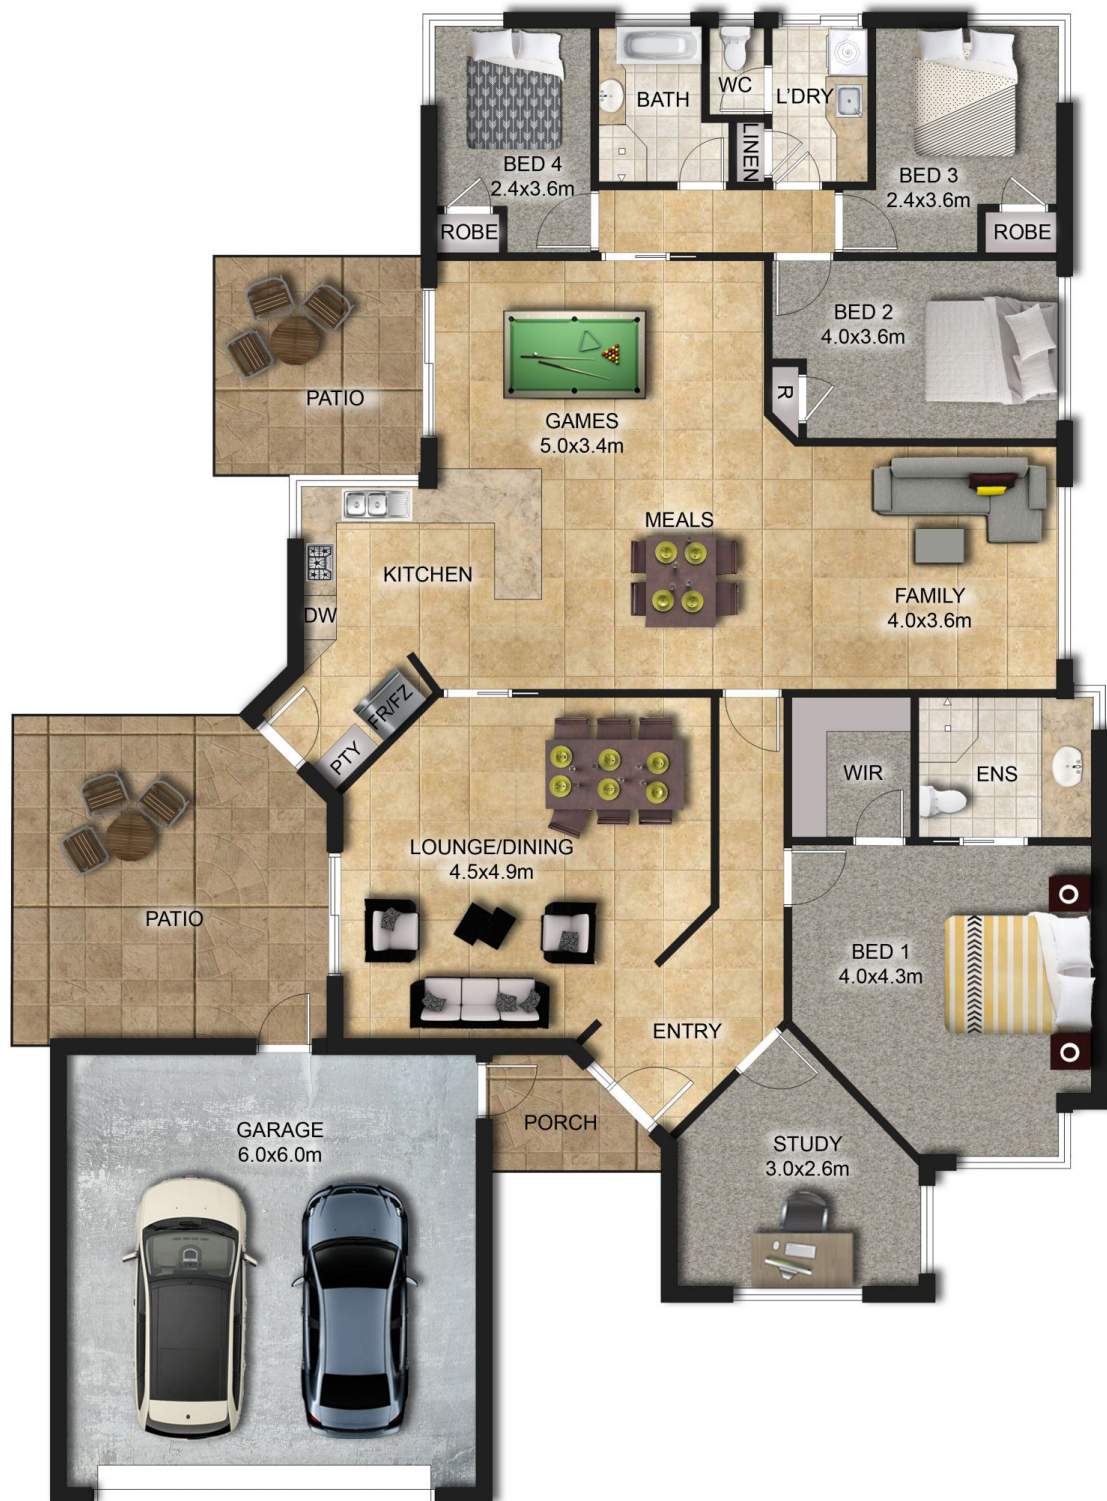 WC
BATH
L'DRY
LINEN
BED 4
2.4x3.6m
BED 3
2.4x3.6m
ROBE
ROBE
BED 2
4.0x3.6m
R
PATIO
GAMES
5.0x3.4m
MEALS
KITCHEN
FAMILY
4.0x3.6m
DW
FR/FZ
PTY
WIR
ENS
LOUNGE/DINING
4.5x4.9m
PATIO
BED 1
4.0x4.3m
ENTRY
PORCH
GARAGE
6.0x6.0m
STUDY
3.0x2.6m